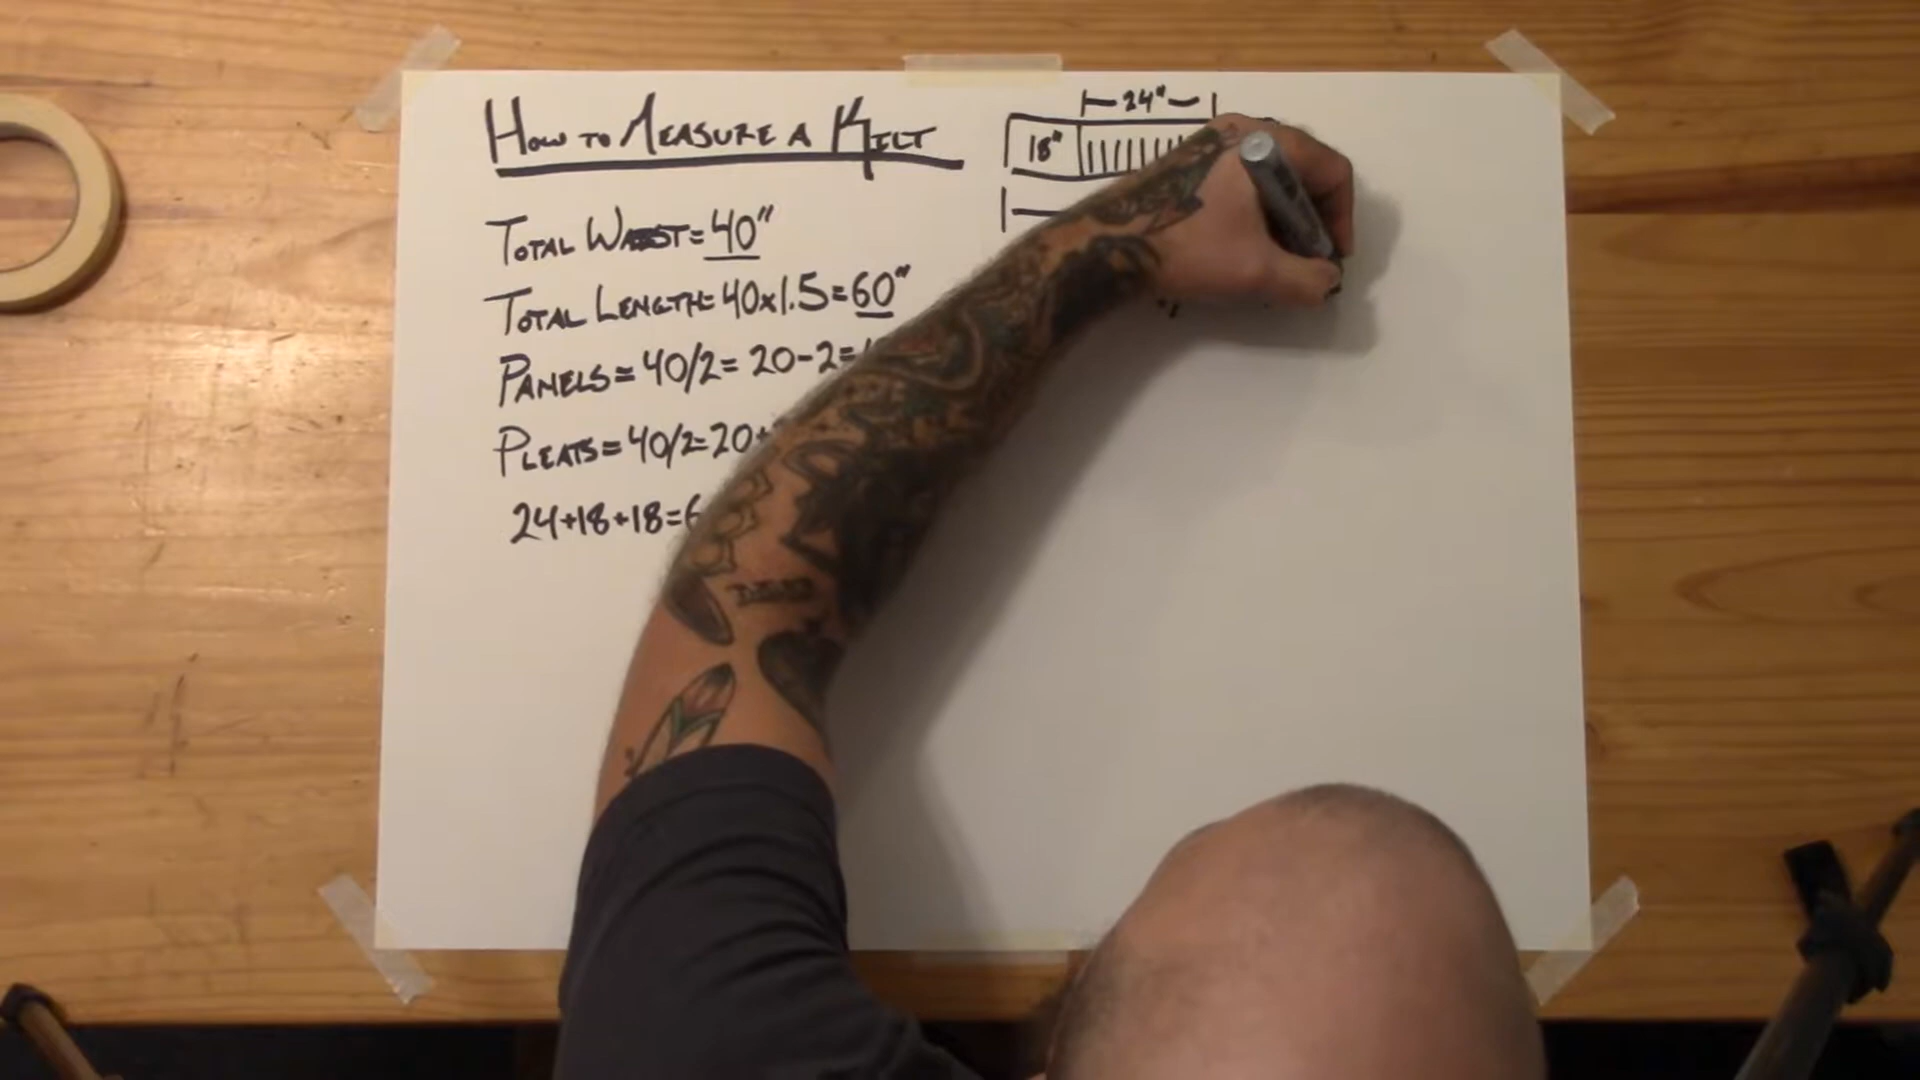 How to Measure a Kilt
Total Waist = 40"
Total Length = 40x1.5=60"
Panels = 40/2= 20-2=
Pleats = 40/2=20+
24+18+18=6
24"
18"